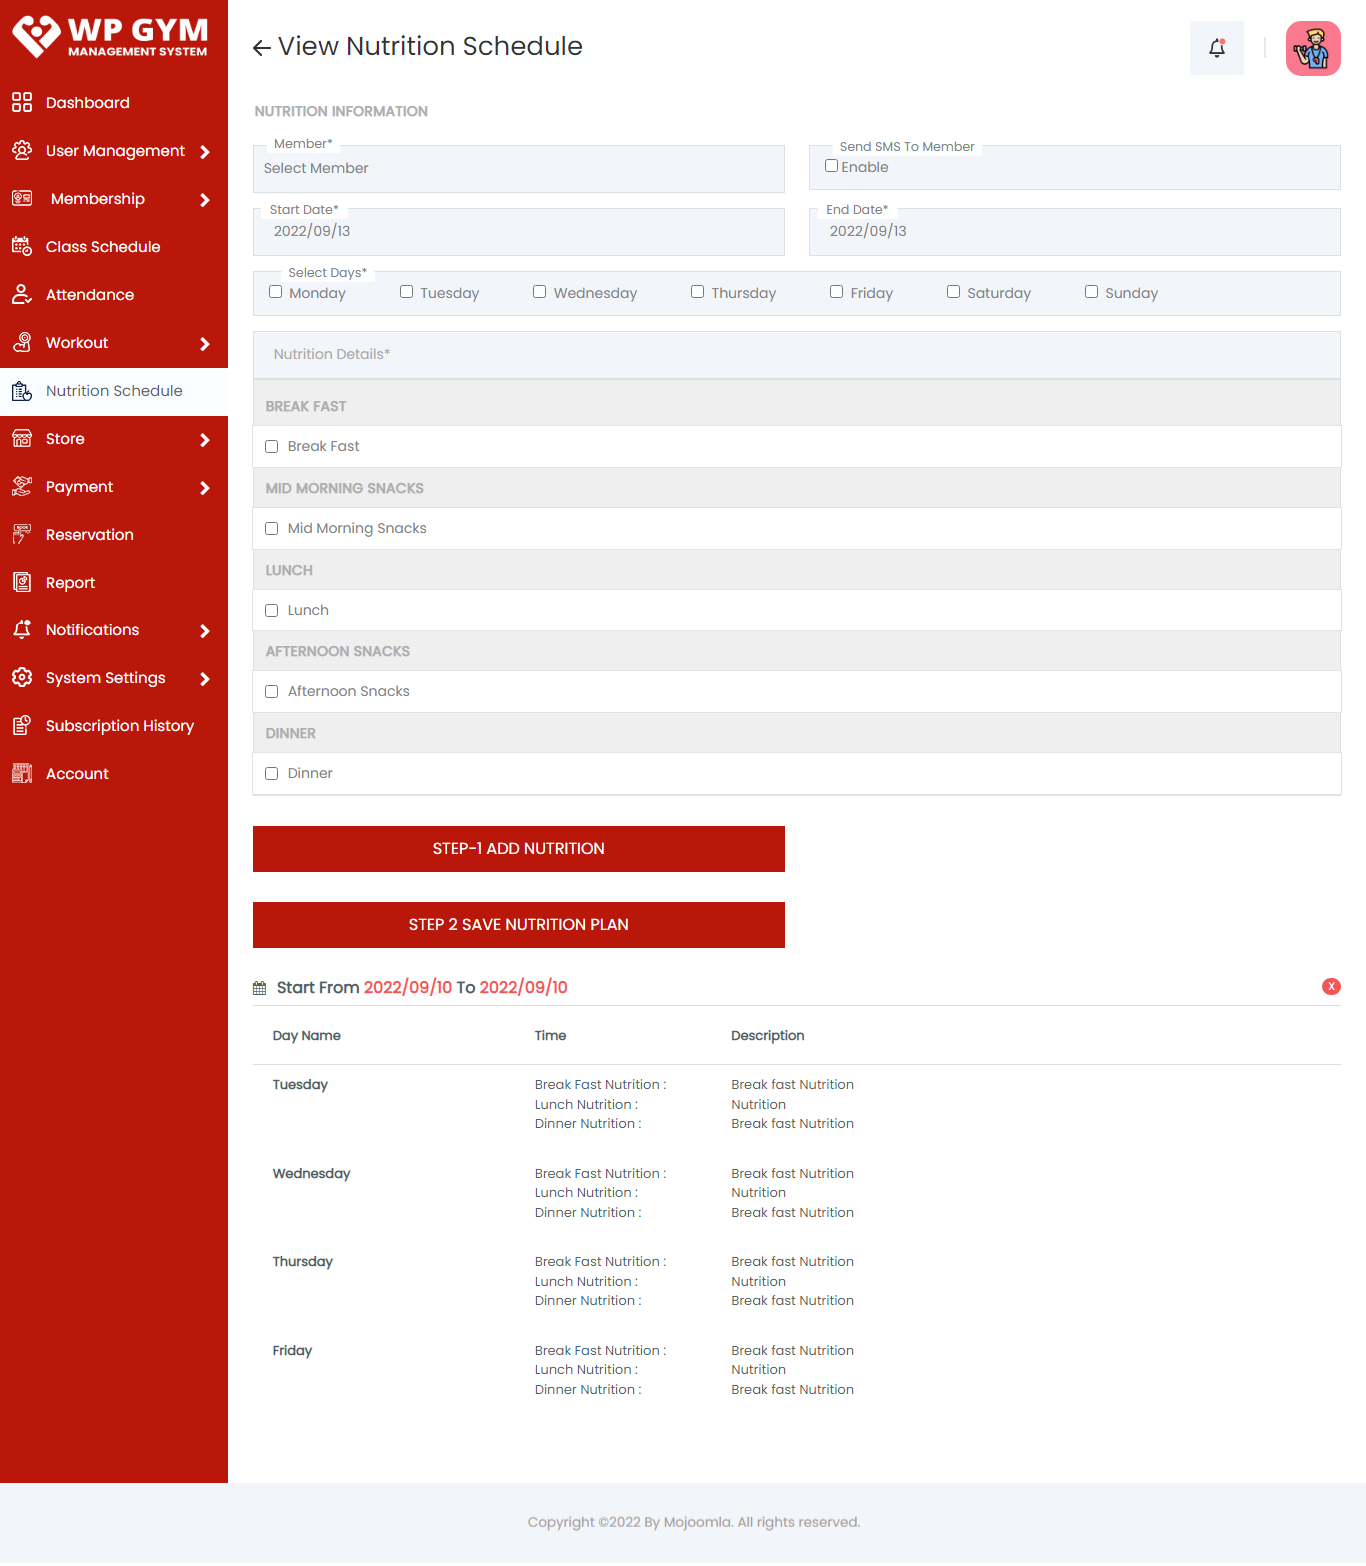 WP GYM
MANAGEMENT SYSTEM
Dashboard
User Management
Membership
Class Schedule
Attendance
Workout
Nutrition Schedule
Store
Payment
Reservation
Report
Notifications
System Settings
Subscription History
Account
View Nutrition Schedule
NUTRITION INFORMATION
Member*
Select Member
Send SMS To Member
Enable
Start Date*
2022/09/13
End Date*
2022/09/13
Select Days*
Monday Tuesday Wednesday Thursday Friday Saturday Sunday
Nutrition Details*
BREAK FAST
Break Fast
MID MORNING SNACKS
Mid Morning Snacks
LUNCH
Lunch
AFTERNOON SNACKS
Afternoon Snacks
DINNER
Dinner
STEP-1 ADD NUTRITION
STEP 2 SAVE NUTRITION PLAN
Start From 2022/09/10 To 2022/09/10 X
Day Name Time Description
Tuesday Break Fast Nutrition : Break fast Nutrition
Lunch Nutrition : Nutrition
Dinner Nutrition : Break fast Nutrition
Wednesday Break Fast Nutrition : Break fast Nutrition
Lunch Nutrition : Nutrition
Dinner Nutrition : Break fast Nutrition
Thursday Break Fast Nutrition : Break fast Nutrition
Lunch Nutrition : Nutrition
Dinner Nutrition : Break fast Nutrition
Friday Break Fast Nutrition : Break fast Nutrition
Lunch Nutrition : Nutrition
Dinner Nutrition : Break fast Nutrition
Copyright ©2022 By Mojoomla. All rights reserved.